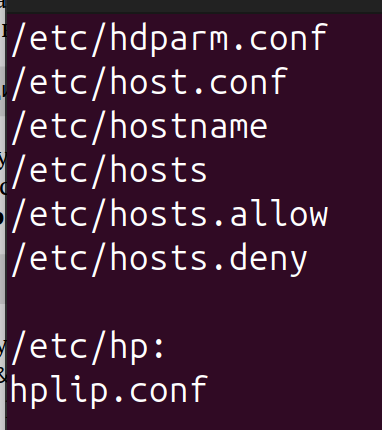 /etc/hdparm.conf
/etc/host.conf
/etc/hostname
/etc/hosts
/etc/hosts.allow
/etc/hosts.deny

/etc/hp:
hplip.conf